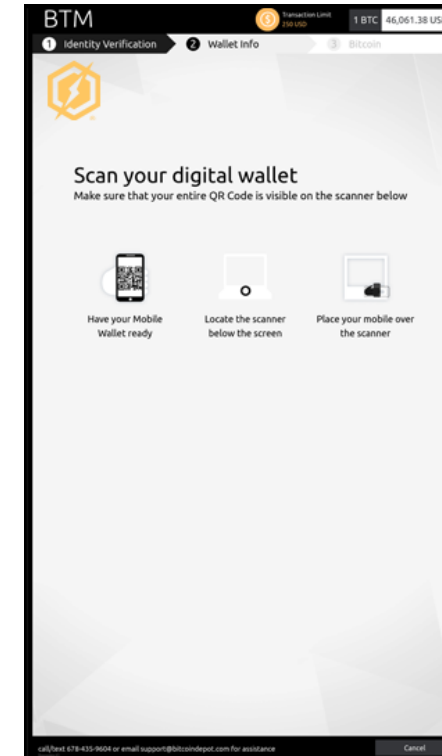 BTM
Transaction Limit
250 USD
1 BTC 46,061.38 US
1 Identity Verification
2 Wallet Info
3 Bitcoin
Scan your digital wallet
Make sure that your entire QR Code is visible on the scanner below
Have your Mobile
Wallet ready
Locate the scanner
below the screen
Place your mobile over
the scanner
call/text 678-435-9604 or email support@bitcoindepot.com for assistance
Cancel